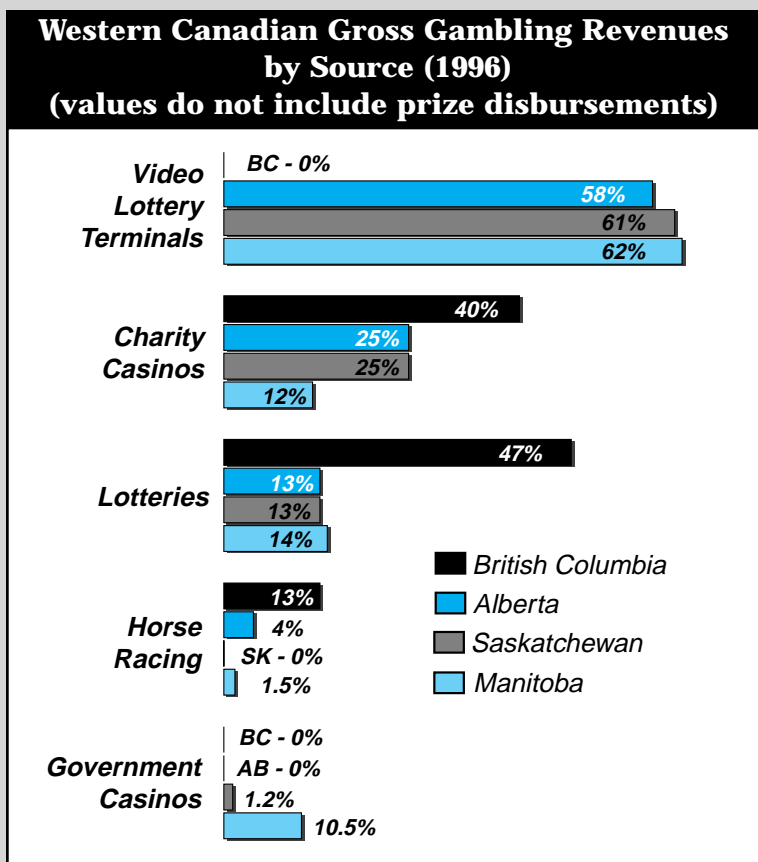 Western Canadian Gross Gambling Revenues
by Source (1996)
(values do not include prize disbursements)
Video
Lottery
Terminals
BC - 0%
58%
61%
62%
Charity
Casinos
40%
25%
25%
12%
Lotteries
47%
13%
13%
14%
Horse
Racing
13%
4%
SK - 0%
1.5%
British Columbia
Alberta
Saskatchewan
Manitoba
Government
Casinos
BC - 0%
AB - 0%
1.2%
10.5%